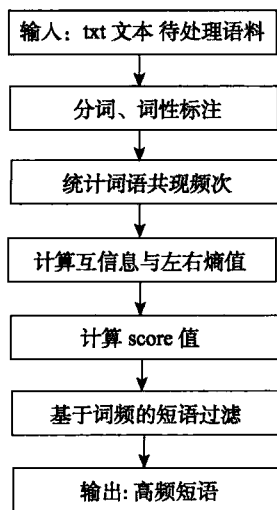 输入：txt 文本 待处理语料
分词、词性标注
统计词语共现频次
计算互信息与左右熵值
计算 score 值
基于词频的短语过滤
输出: 高频短语